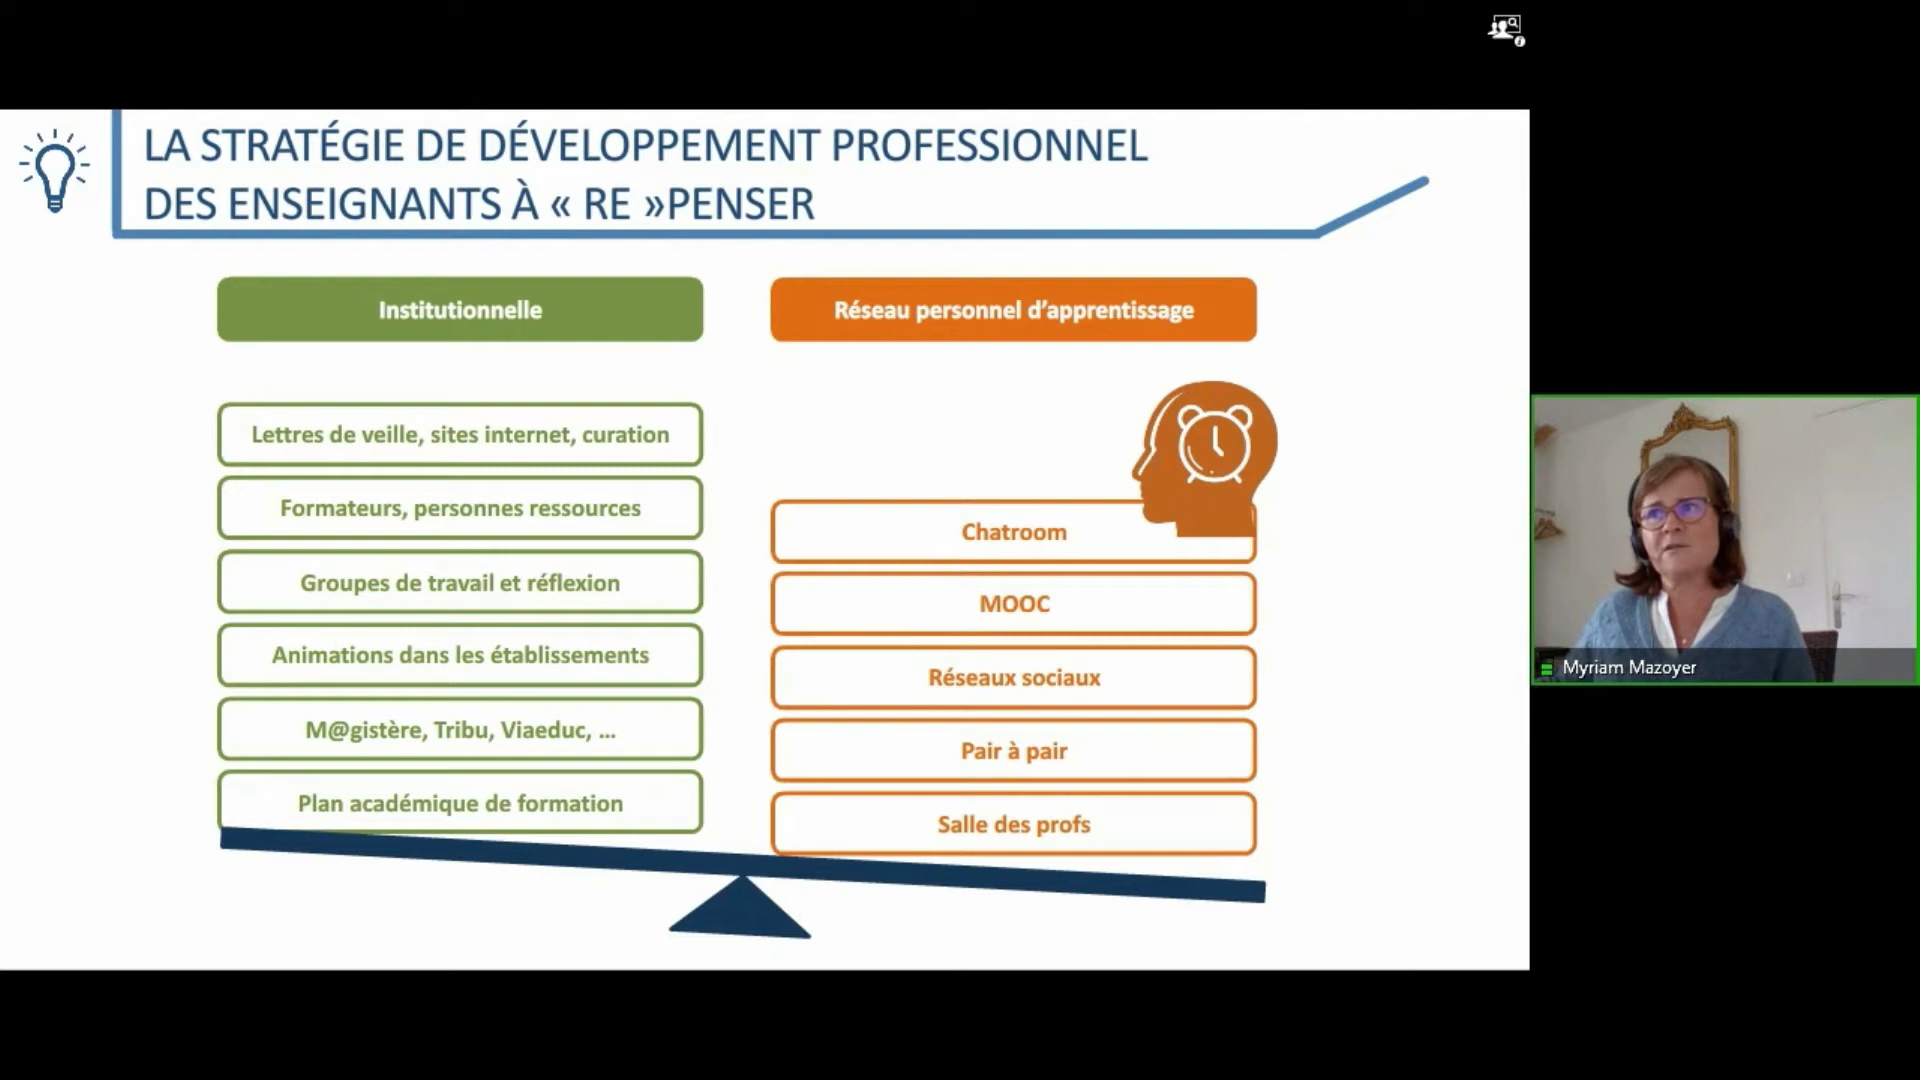 LA STRATÉGIE DE DÉVELOPPEMENT PROFESSIONNEL
DES ENSEIGNANTS À « RE »PENSER
Institutionnelle
Lettres de veille, sites internet, curation
Formateurs, personnes ressources
Groupes de travail et réflexion
Animations dans les établissements
M@gistère, Tribu, Viaeduc, ...
Plan académique de formation
Réseau personnel d'apprentissage
Chatroom
MOOC
Réseaux sociaux
Pair à pair
Salle des profs
Myriam Mazoyer